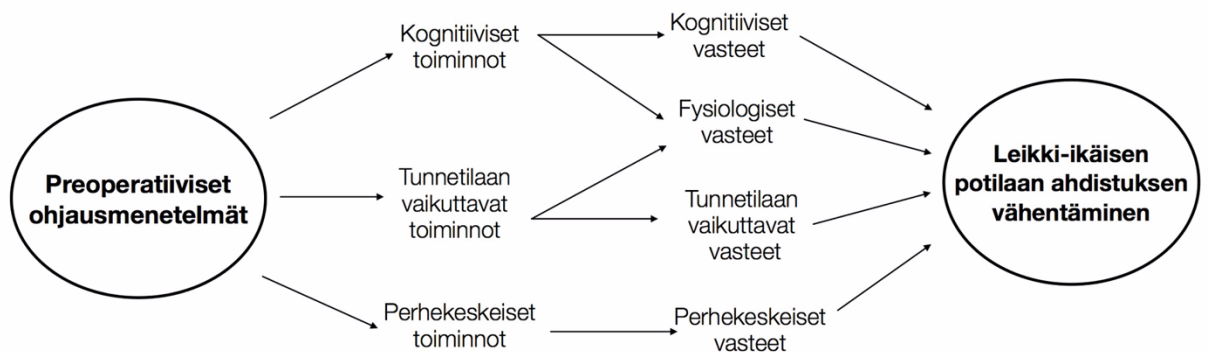 Preoperatiiviset
ohjausmenetelmät
Kognitiiviset
toiminnot
Tunnetilaan
vaikuttavat
toiminnot
Perhekeskeiset
toiminnot
Kognitiiviset
vasteet
Fysiologiset
vasteet
Tunnetilaan
vaikuttavat
vasteet
Perhekeskeiset
vasteet
Leikki-ikäisen
potilaan ahdistuksen
vähentäminen